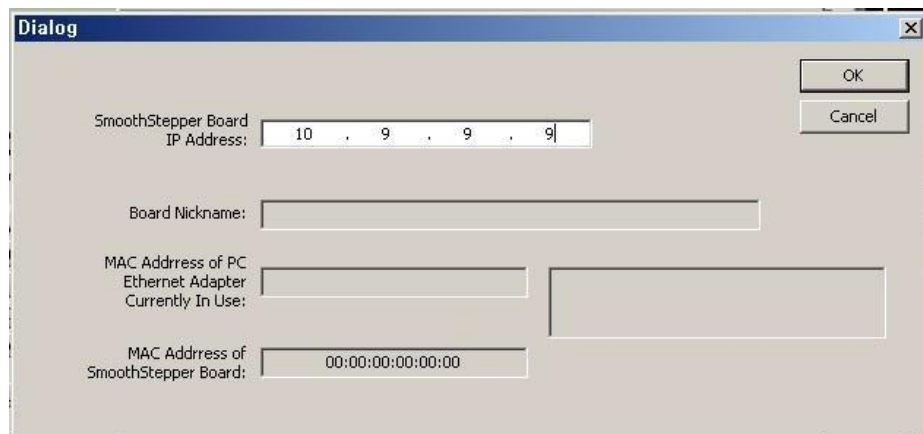 Dialog
OK
SmoothStepper Board
IP Address:
10 . 9 . 9 . 9
Cancel
Board Nickname:
MAC Addrress of PC
Ethernet Adapter
Currently In Use:
MAC Addrress of
SmoothStepper Board:
00:00:00:00:00:00